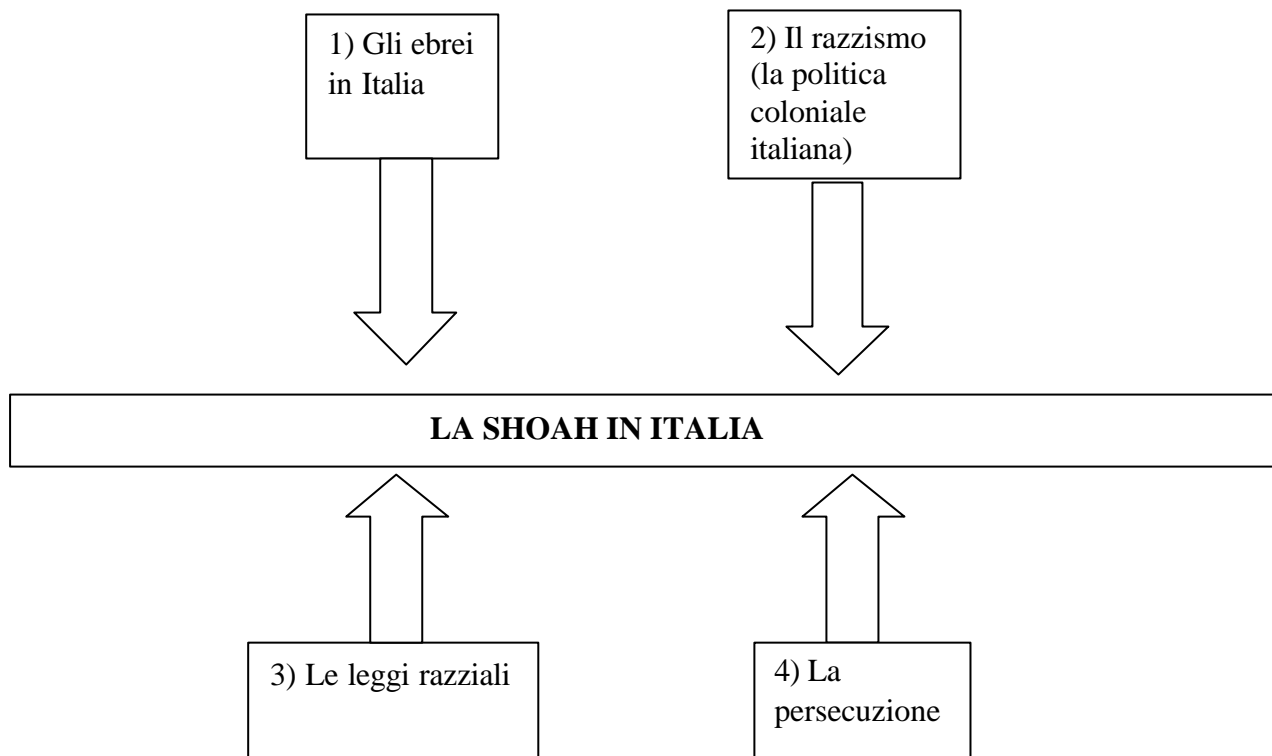 1) Gli ebrei
in Italia
2) Il razzismo
(la politica
coloniale
italiana)
LA SHOAH IN ITALIA
3) Le leggi razziali
4) La
persecuzione